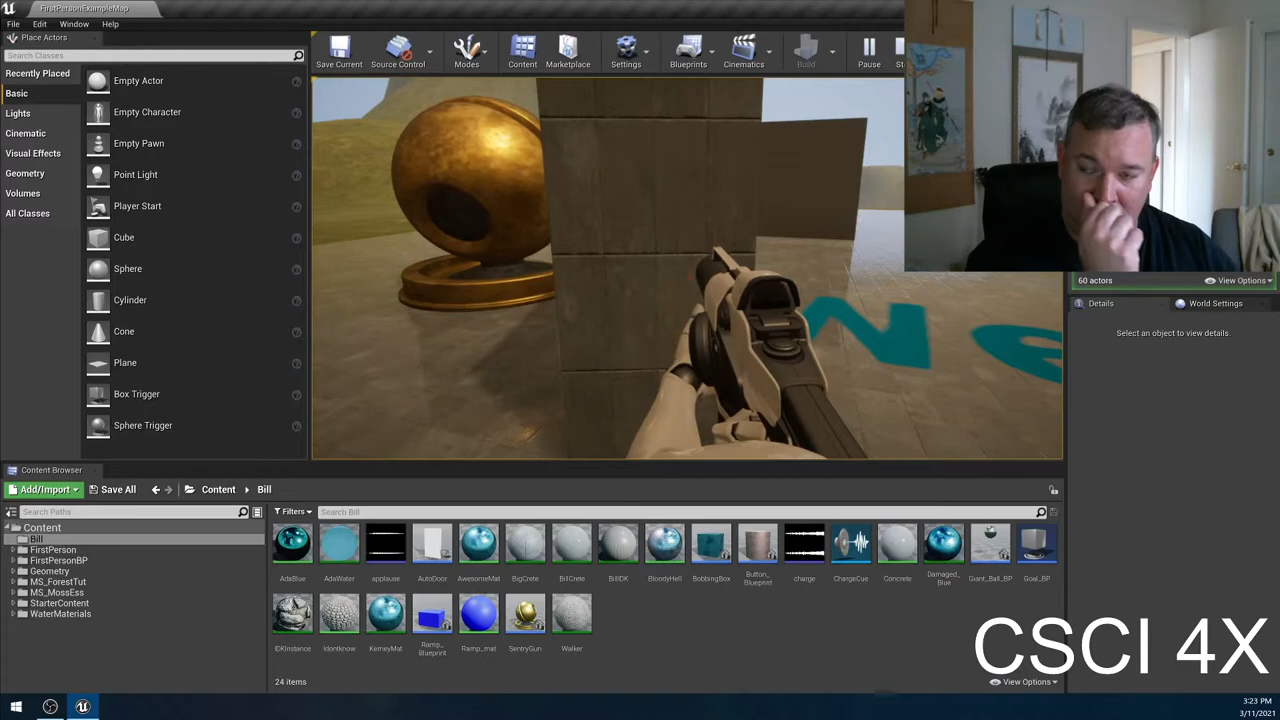 FirstPersonExampleMap
File Edit Window Help
Place Actors
Search Classes
Recently Placed
Basic
Lights
Cinematic
Visual Effects
Geometry
Volumes
All Classes
Empty Actor
Empty Character
Empty Pawn
Point Light
Player Start
Cube
Sphere
Cylinder
Cone
Plane
Box Trigger
Sphere Trigger
Save Current Source Control Modes Content Marketplace Settings Blueprints Cinematics Build Pause
Ne
60 actors View Options
Details World Settings
Select an object to view details.
Content Browser
Add/Import Save All Content Bill
Search Paths
Filters Search Bill
Content
Bill
FirstPerson
FirstPersonBP
Geometry
MS_ForestTut
MS_MossEss
StarterContent
WaterMaterials
AdaBlue AdaWater applause AutoDoor AwesomeMat BigCrete BillCrete BillDK BloodyHell BobbingBox Button_Blueprint charge ChargeCue Concrete Damaged_Blue Giant_Ball_BP Goal_BP
IDKInstance Idontknow KerneyMat Ramp_Blueprint Ramp_mat SentryGun Walker
24 items View Options
CSCI 4X
3:23 PM
3/11/2021